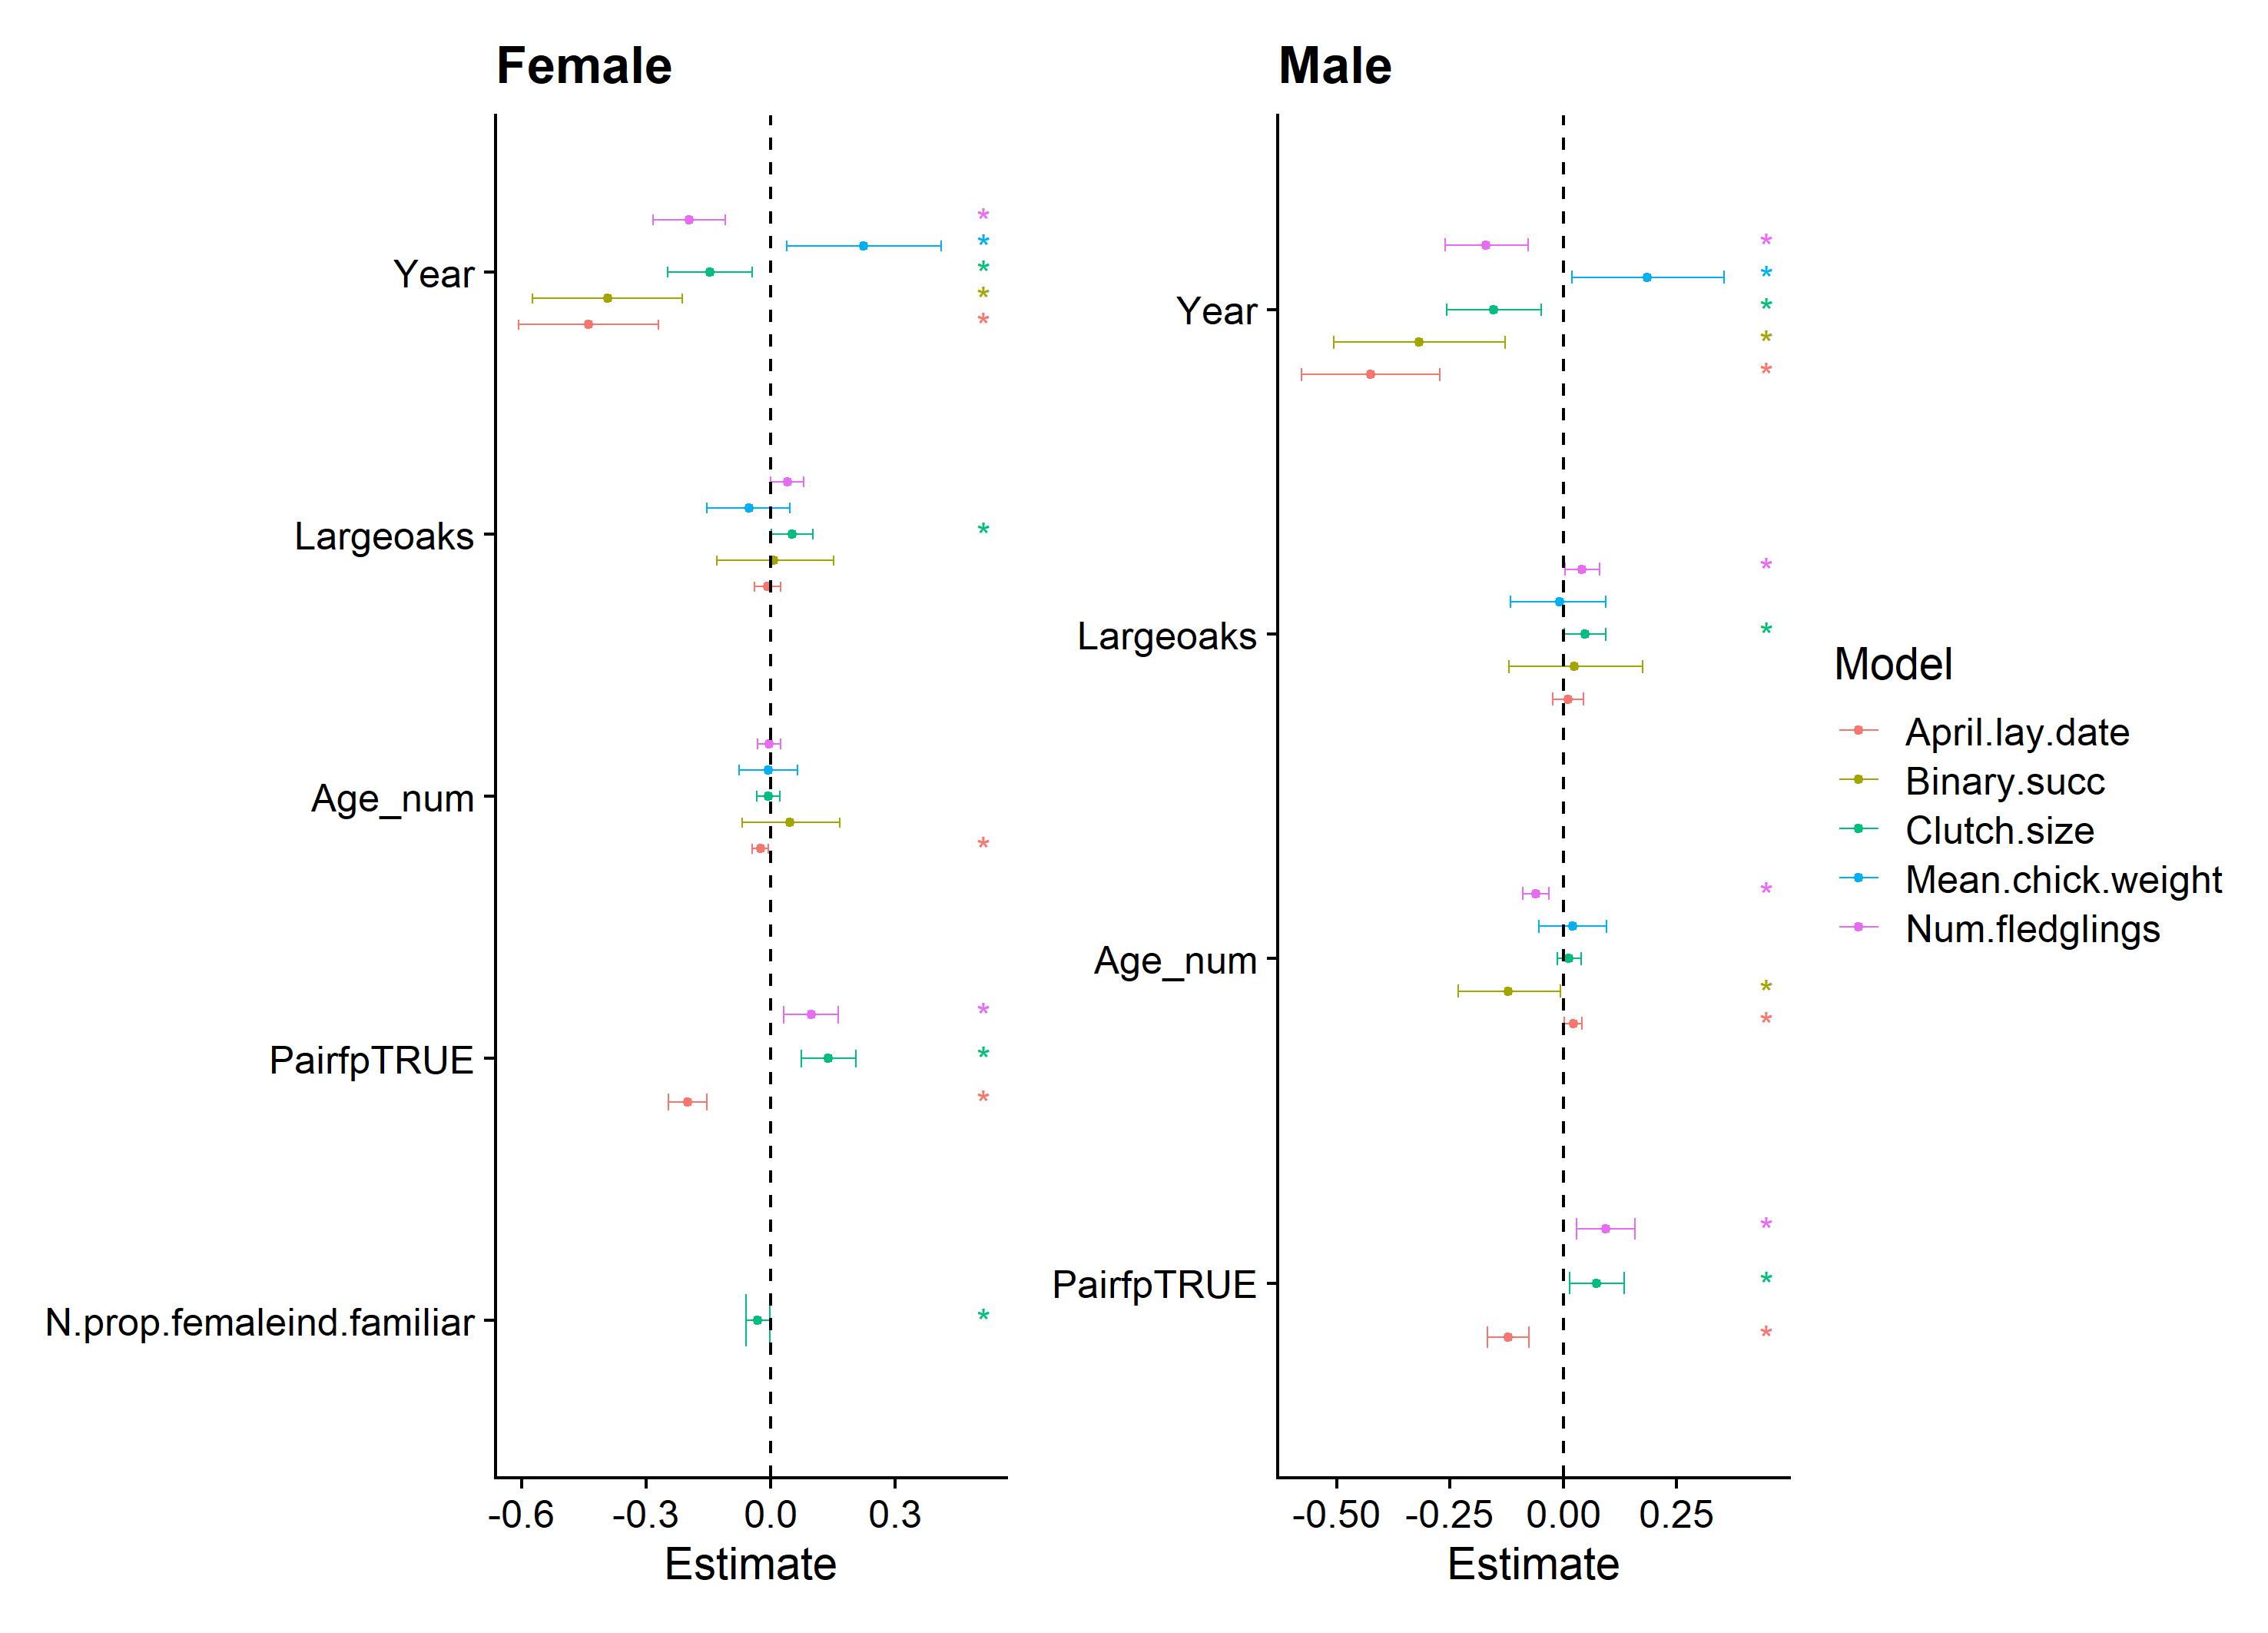 Female
Year
*
*
*
*
*
Largeoaks
*
Age_num
*
PairfpTRUE
*
*
*
N.prop.femaleind.familiar
*
-0.6 -0.3 0.0 0.3
Estimate
Male
Year
*
*
*
*
*
Largeoaks
*
*
Age_num
*
*
*
PairfpTRUE
*
*
*
-0.50 -0.25 0.00 0.25
Estimate
Model
April.lay.date
Binary.succ
Clutch.size
Mean.chick.weight
Num.fledglings